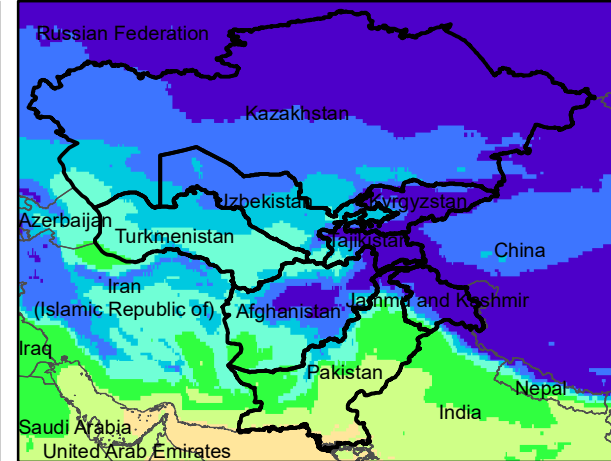 Russian Federation
Kazakhstan
Uzbekistan
Kyrgyzstan
Azerbaijan
Turkmenistan
Tajikistan
China
Iran
(Islamic Republic of)
Afghanistan
Jammu and Kashmir
Iraq
Pakistan
Nepal
India
Saudi Arabia
United Arab Emirates